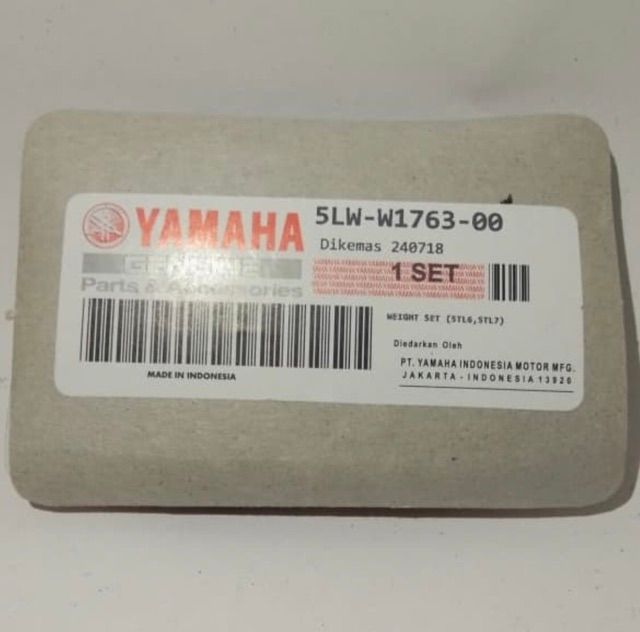 YAMAHA
GENUINE
Parts & Accessories
MADE IN INDONESIA
5LW-W1763-00
Dikemas 240718
1 SET
WEIGHT SET (5TL6,5TL7)
Diedarkan Oleh
PT. YAMAHA INDONESIA MOTOR MFG.
JAKARTA - INDONESIA 13920